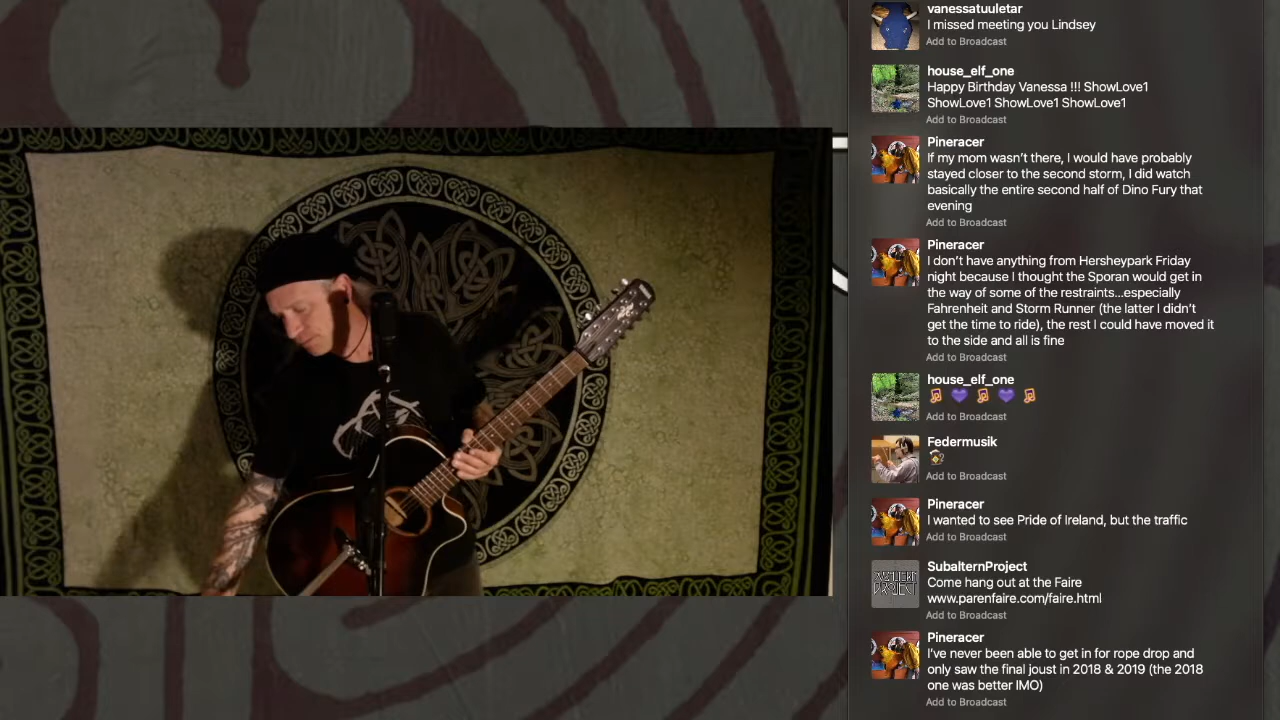 vanessatuuletar
I missed meeting you Lindsey
Add to Broadcast
house_elf_one
Happy Birthday Vanessa !!! ShowLove1
ShowLove1 ShowLove1 ShowLove1
Add to Broadcast
Pineracer
If my mom wasn't there, I would have probably
stayed closer to the second storm, I did watch
basically the entire second half of Dino Fury that
evening
Add to Broadcast
Pineracer
I don't have anything from Hersheypark Friday
night because I thought the Sporan would get in
the way of some of the restraints...especially
Fahrenheit and Storm Runner (the latter I didn't
get the time to ride), the rest I could have moved it
to the side and all is fine
Add to Broadcast
house_elf_one
Add to Broadcast
Federmusik
Add to Broadcast
Pineracer
I wanted to see Pride of Ireland, but the traffic
Add to Broadcast
SubalternProject
Come hang out at the Faire
www.parenfaire.com/faire.html
Add to Broadcast
Pineracer
I've never been able to get in for rope drop and
only saw the final joust in 2018 & 2019 (the 2018
one was better IMO)
Add to Broadcast